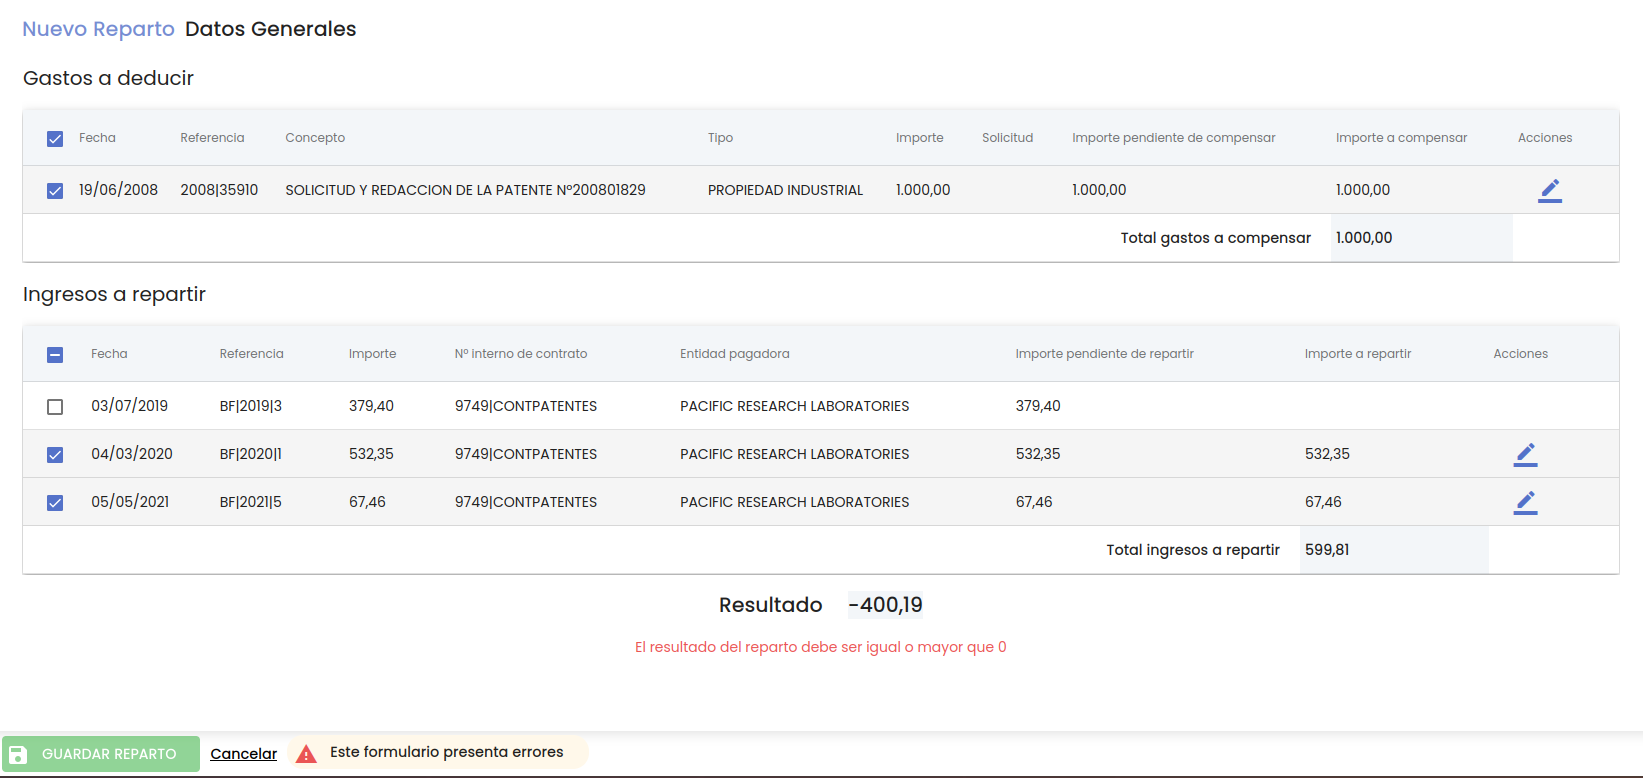 Nuevo Reparto Datos Generales
Gastos a deducir
Fecha Referencia Concepto Tipo Importe Solicitud Importe pendiente de compensar Importe a compensar Acciones
19/06/2008 2008|35910 SOLICITUD Y REDACCION DE LA PATENTE Nº200801829 PROPIEDAD INDUSTRIAL 1.000,00 1.000,00 1.000,00
Total gastos a compensar 1.000,00
Ingresos a repartir
Fecha Referencia Importe Nº interno de contrato Entidad pagadora Importe pendiente de repartir Importe a repartir Acciones
03/07/2019 BF|2019|3 379,40 9749|CONTPATENTES PACIFIC RESEARCH LABORATORIES 379,40
04/03/2020 BF|2020|1 532,35 9749|CONTPATENTES PACIFIC RESEARCH LABORATORIES 532,35 532,35
05/05/2021 BF|2021|5 67,46 9749|CONTPATENTES PACIFIC RESEARCH LABORATORIES 67,46 67,46
Total ingresos a repartir 599,81
Resultado -400,19
El resultado del reparto debe ser igual o mayor que 0
GUARDAR REPARTO Cancelar Este formulario presenta errores